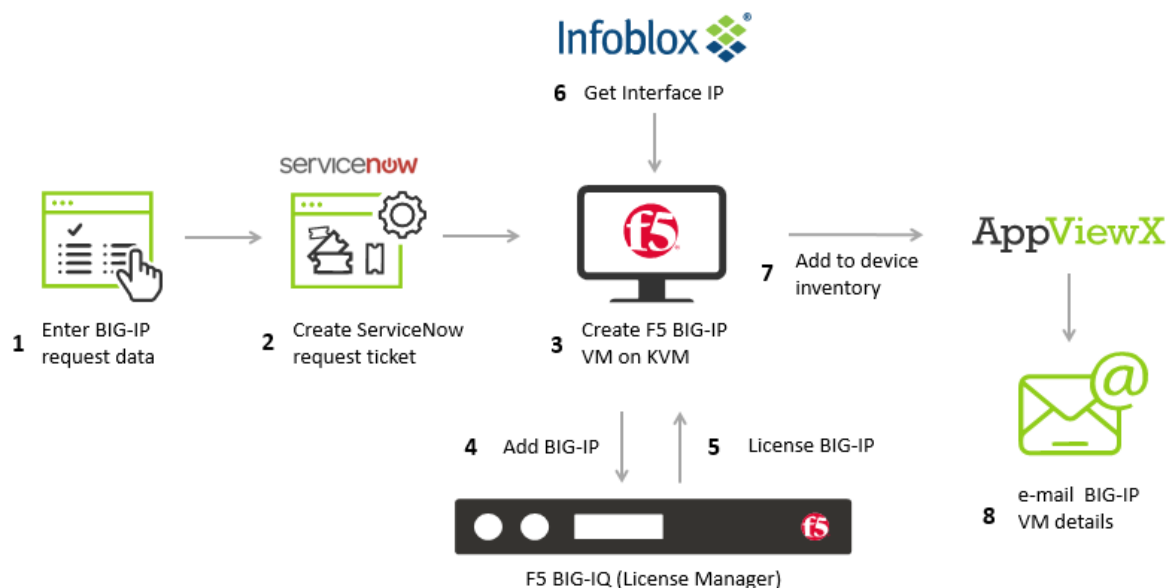 Infoblox
6 Get Interface IP
servicenow
f5
AppViewX
7 Add to device
inventory
1 Enter BIG-IP
request data
2 Create ServiceNow
request ticket
3 Create F5 BIG-IP
VM on KVM
@
4 Add BIG-IP
5 License BIG-IP
8 e-mail BIG-IP
VM details
f5
F5 BIG-IQ (License Manager)